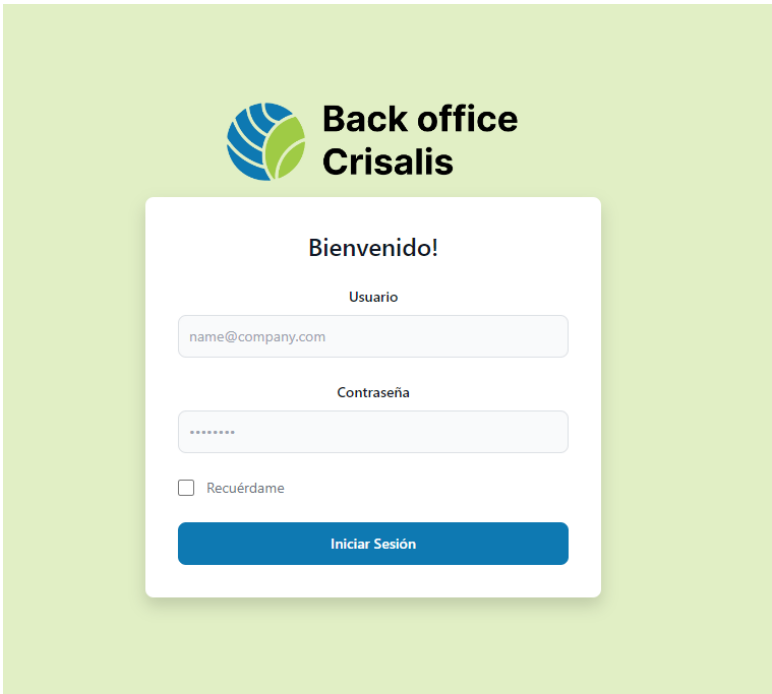 Back office
Crisalis
Bienvenido!
Usuario
name@company.com
Contraseña
••••••••
Recuérdame
Iniciar Sesión